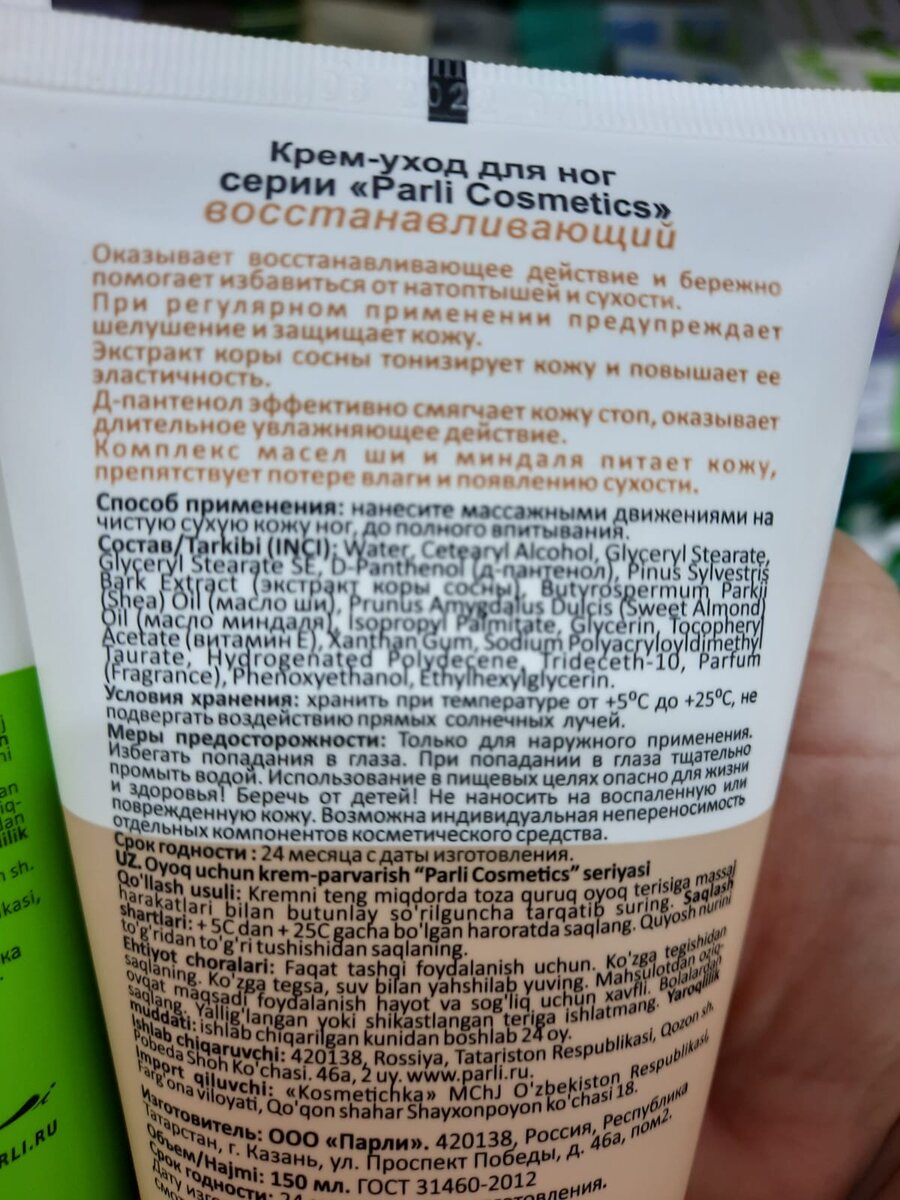 02
Крем-уход для ног
серии «Parli Cosmetics»
восстанавливающий
Оказывает восстанавливающее действие и бережно
помогает избавиться от натоптышей и сухости.
При регулярном применении предупреждает
шелушение и защищает кожу.
Экстракт коры сосны тонизирует кожу и повышает ее
эластичность.
Д-пантенол эффективно смягчает кожу стоп, оказывает
длительное увлажняющее действие.
Комплекс масел ши и миндаля питает кожу,
препятствует потере влаги и появлению сухости.
Способ применения: нанесите массажными движениями на
чистую сухую кожу ног, до полного впитывания.
Состав/Tarkibi (INCI): Water, Cetearyl Alcohol, Glyceryl Stearate,
Glyceryl Stearate SE, D-Panthenol (д-пантенол), Pinus Sylvestris
Bark Extract (экстракт коры сосны), Butyrospermum Parkii
(Shea) Oil (масло ши), Prunus Amygdalus Dulcis (Sweet Almond)
Oil (масло миндаля), Isopropyl Palmitate, Glycerin, Tocopheryl
Acetate (витамин Е), Xanthan Gum, Sodium Polyacryloyldimethyl
Taurate, Hydrogenated Polydecene, Trideceth-10, Parfum
(Fragrance), Phenoxyethanol, Ethylhexylglycerin.
Условия хранения: хранить при температуре от +5°C до +25°C, не
подвергать воздействию прямых солнечных лучей.
Меры предосторожности: Только для наружного применения.
Избегать попадания в глаза. При попадании в глаза тщательно
промыть водой. Использование в пищевых целях опасно для жизни
и здоровья! Беречь от детей! Не наносить на воспаленную или
поврежденную кожу. Возможна индивидуальная непереносимость
отдельных компонентов косметического средства.
Срок годности : 24 месяца с даты изготовления.
UZ. Oyoq uchun krem-parvarish “Parli Cosmetics” seriyasi
Qo'llash usuli: Kremni teng miqdorda toza quruq oyoq terisiga massaj
harakatlari bilan butunlay so'rilguncha tarqatib suring. Saqlash
shartlari: + 5C dan + 25C gacha bo'lgan haroratda saqlang. Quyosh nurini
to'g'ridan to'g'ri tushishidan saqlaning.
Ehtiyot choralari: Faqat tashqi foydalanish uchun. Ko'zga tegishidan
saqlaning. Ko'zga tegsa, suv bilan yahshilab yuving. Mahsulotdan oziq-
ovqat maqsadi foydalanish hayot va sog'liq uchun xavfli. Bolalardan
saqlang. Yallig'langan yoki shikastlangan teriga ishlatmang. Yaroqlilik
muddati: ishlab chiqarilgan kunidan boshlab 24 oy.
Ishlab chiqaruvchi: 420138, Rossiya, Tatariston Respublikasi, Qozon sh.
Pobeda Shoh Ko'chasi. 46a, 2 uy. www.parli.ru.
Import qiluvchi: «Kosmetichka» MChJ O'zbekiston Respublikasi,
Farg'ona viloyati, Qo'qon shahar Shayxonpoyon ko'chasi 18.
Изготовитель: ООО «Парли». 420138, Россия, Республика
Татарстан, г. Казань, ул. Проспект Победы, д. 46а, пом2.
Объем/Hajmi: 150 мл. ГОСТ 31460-2012
Срок годности: 24
отовления.
Дату изго
смот
iq-
ilik
n sh.
kasi,
ка
RLI.RU